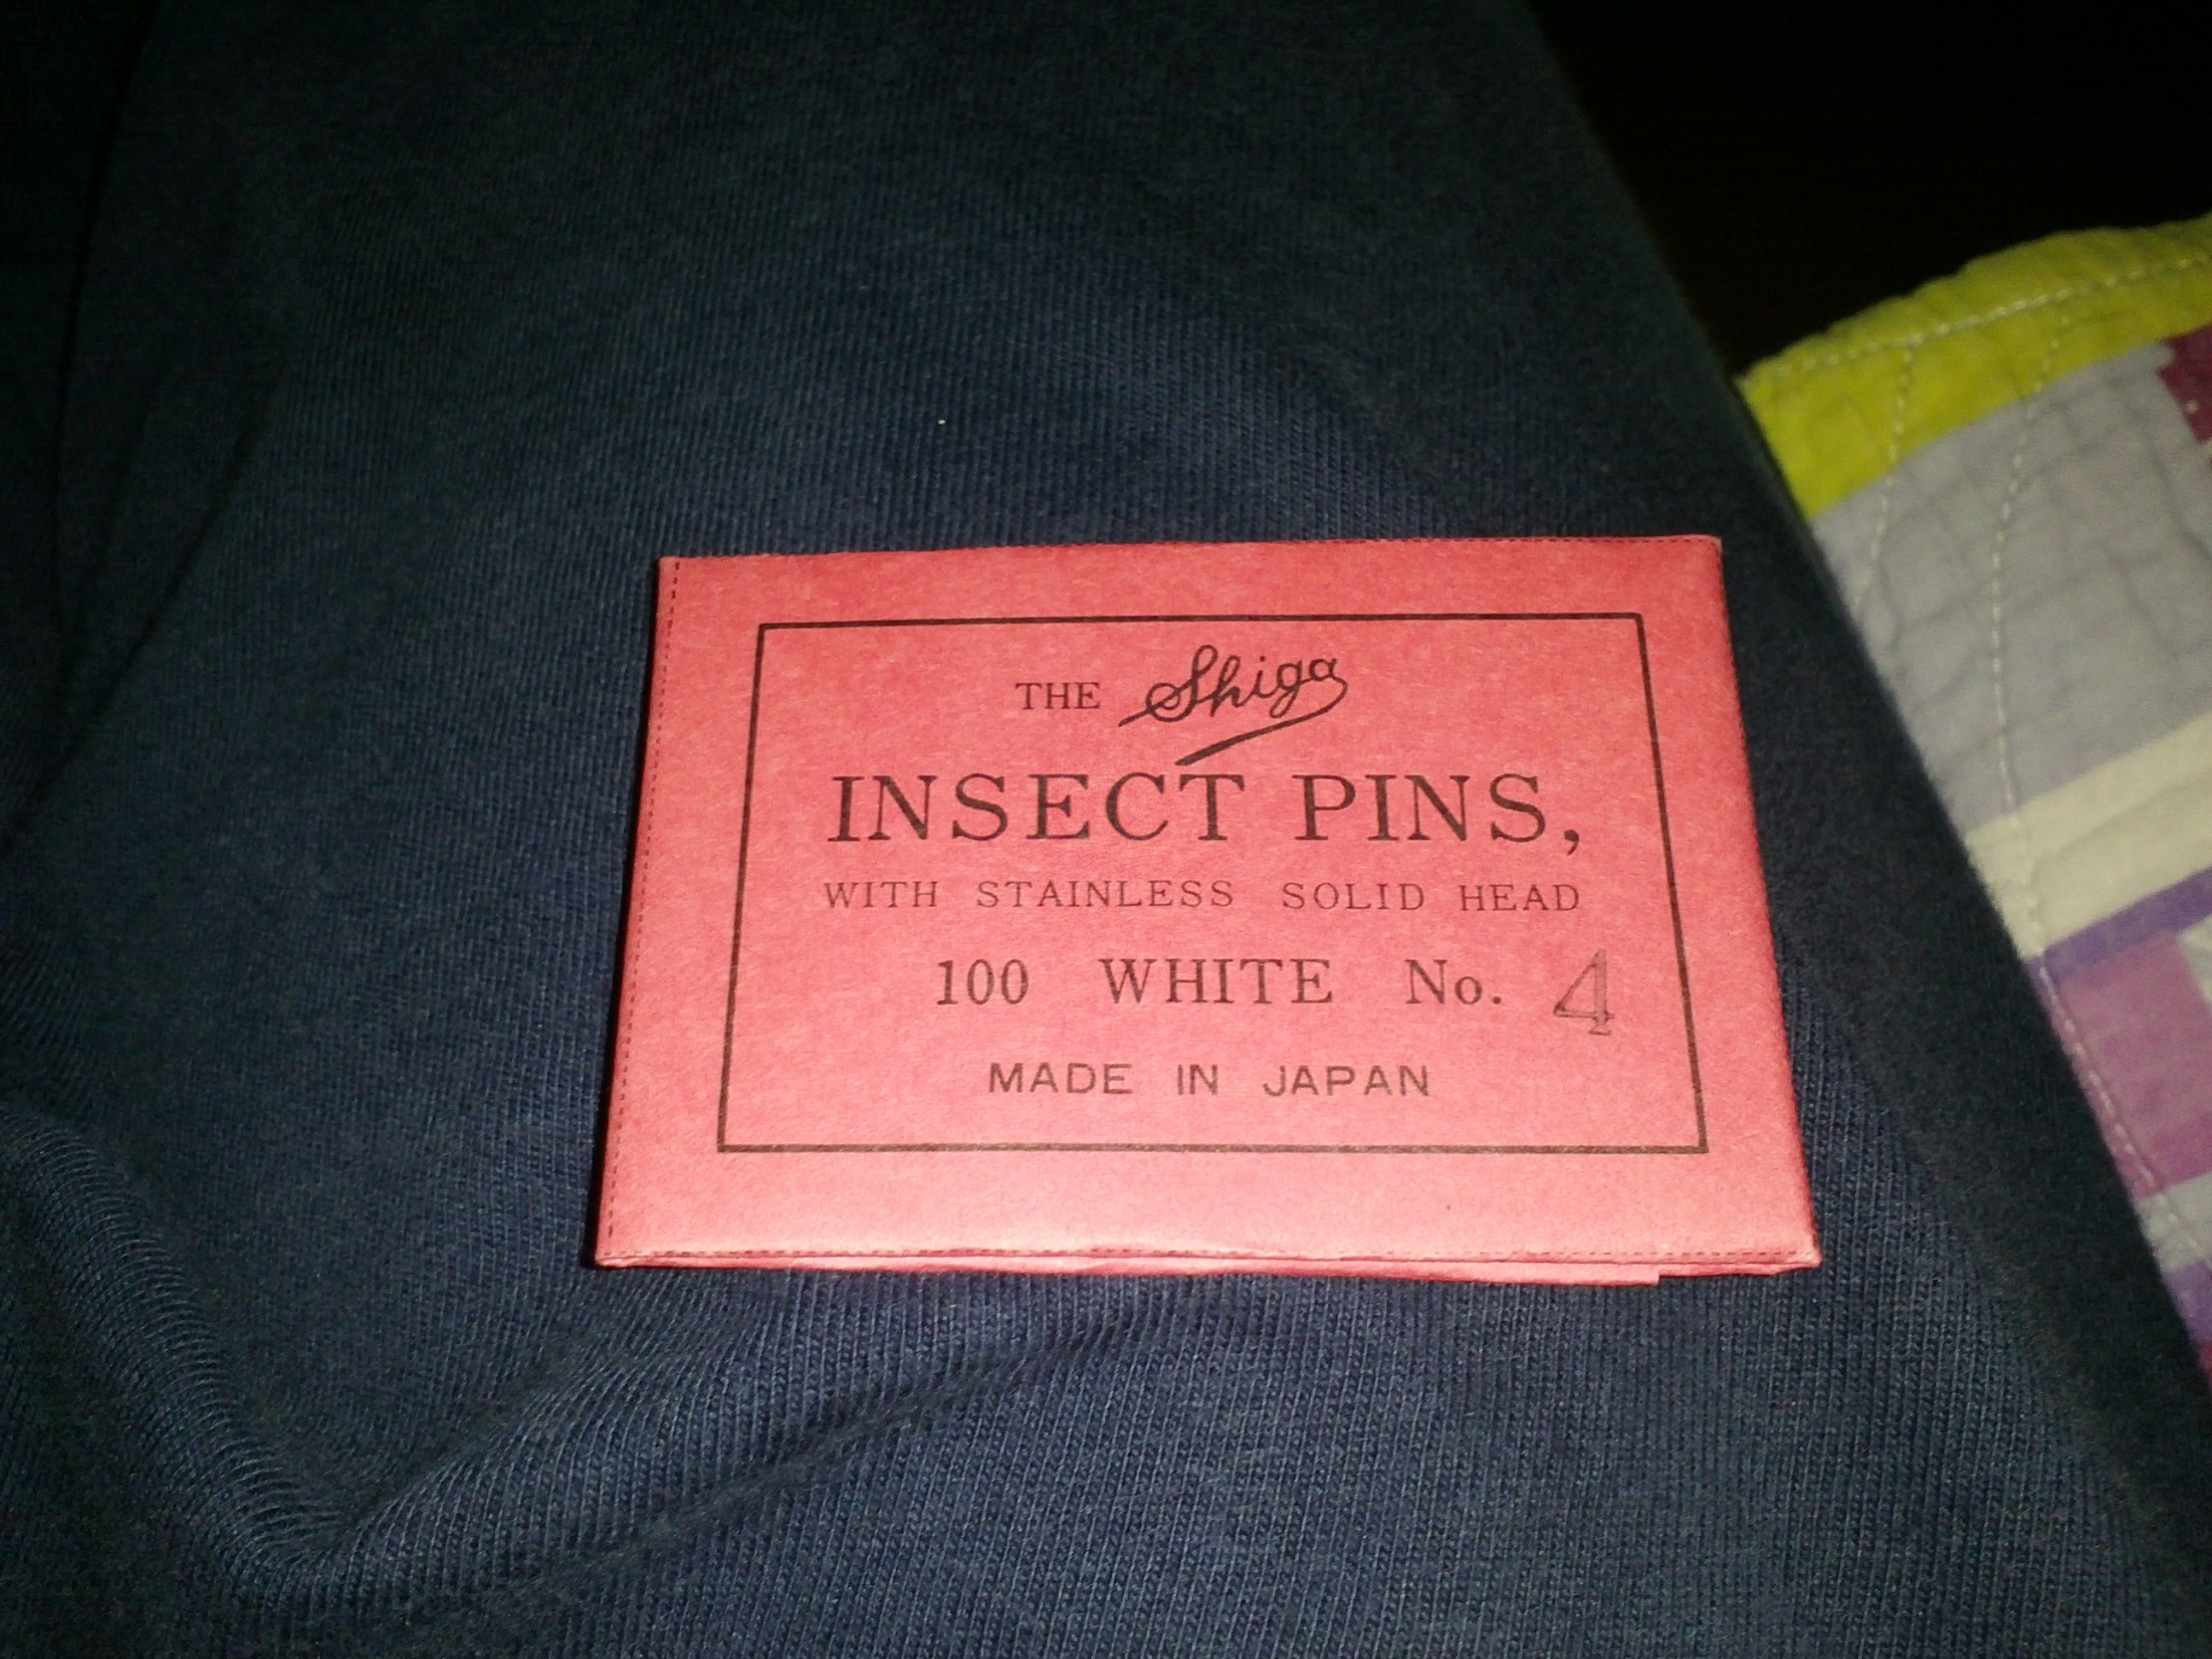 THE Shiga
INSECT PINS,
WITH STAINLESS SOLID HEAD
100 WHITE No. 4
MADE IN JAPAN